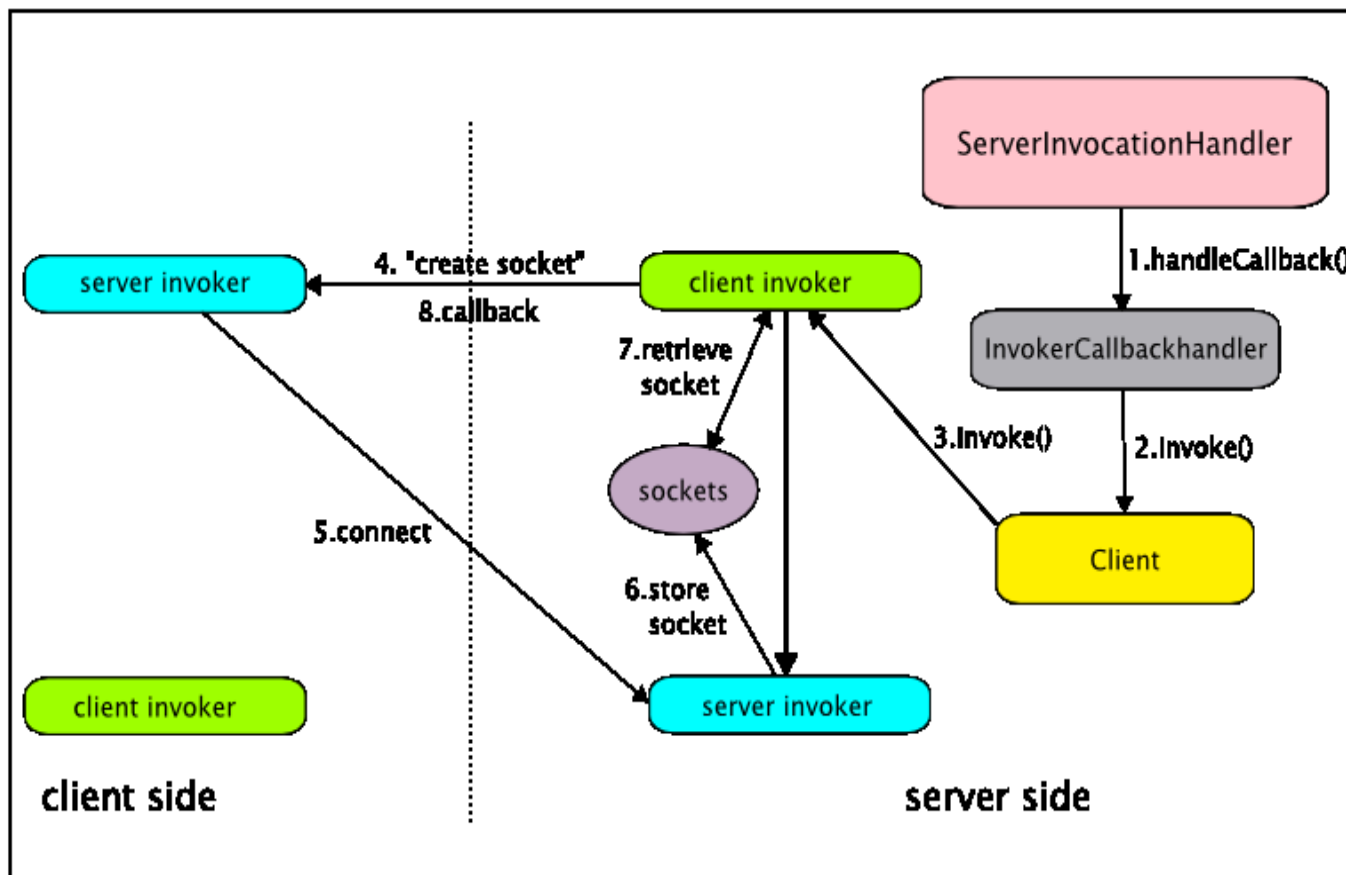 ServerInvocationHandler
1.handleCallback()
4. "create socket"
server invoker
client invoker
8.callback
InvokerCallbackhandler
7.retrieve
socket
3.invoke()
2.invoke()
sockets
5.connect
Client
6.store
socket
client invoker
server invoker
client side
server side